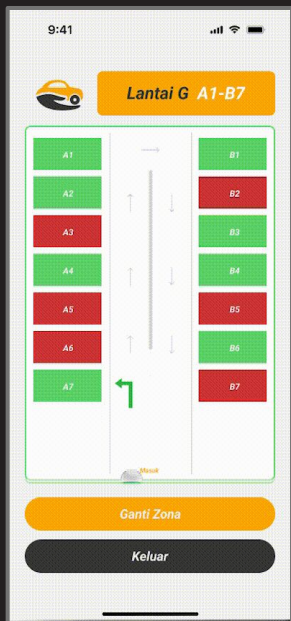 9:41
Lantai G A1-B7
A1 B1
A2 B2
A3 B3
A4 B4
A5 B5
A6 B6
A7 B7
Masuk
Ganti Zona
Keluar